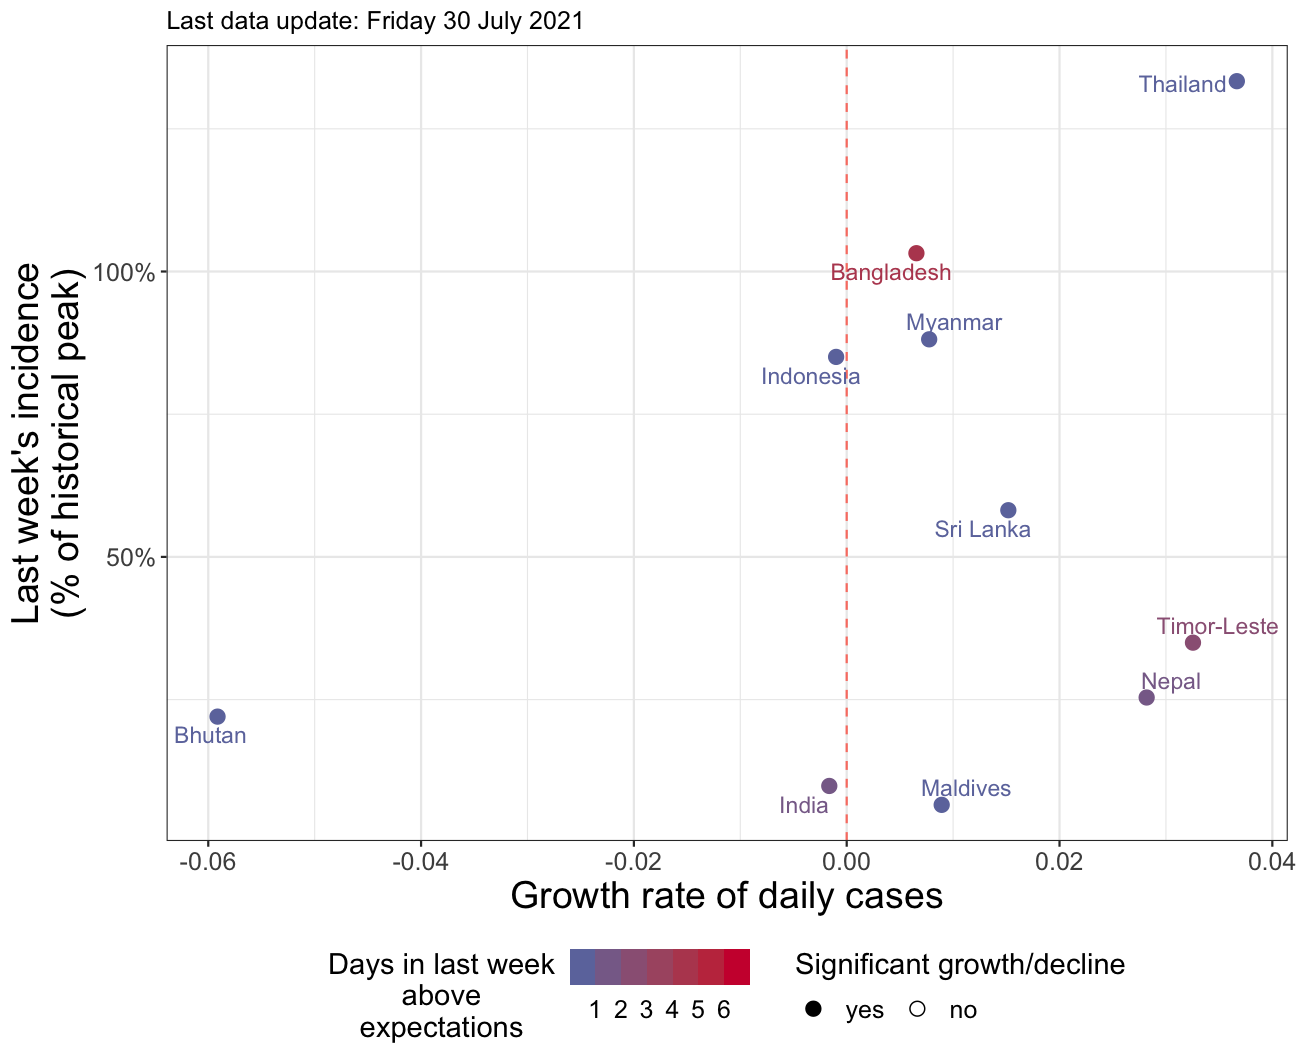 Last data update: Friday 30 July 2021
Thailand
Bangladesh
Myanmar
Indonesia
Sri Lanka
Timor-Leste
Nepal
Bhutan
Maldives
India
Last week's incidence
(% of historical peak)
100%
50%
-0.06 -0.04 -0.02 0.00 0.02 0.04
Growth rate of daily cases
Days in last week
above
expectations
1 2 3 4 5 6
Significant growth/decline
yes no